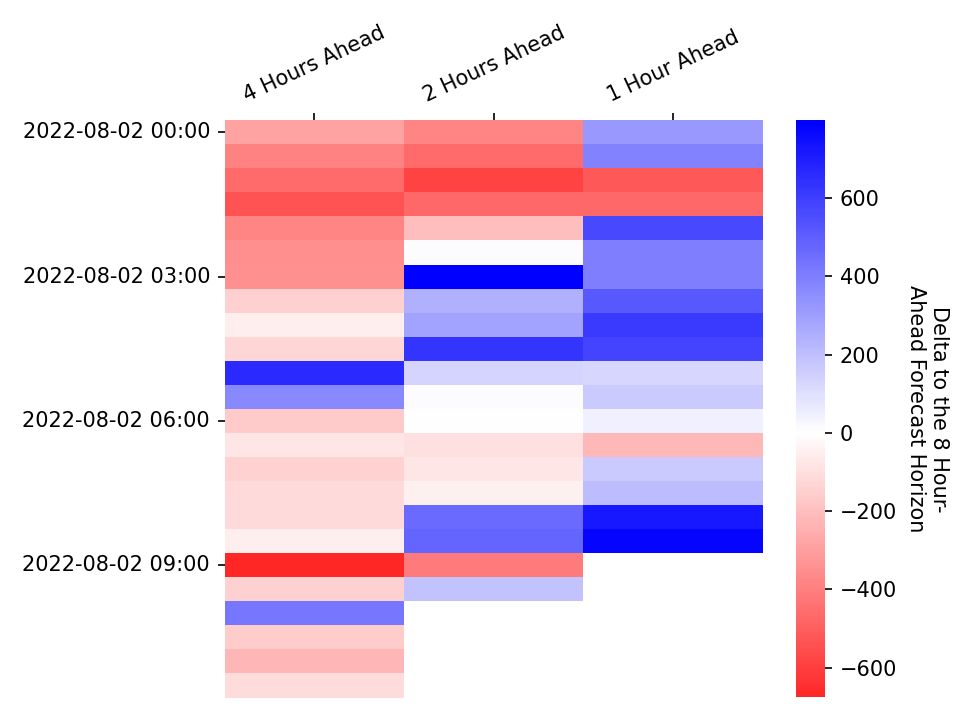 4 Hours Ahead
2 Hours Ahead
1 Hour Ahead
2022-08-02 00:00
2022-08-02 03:00
2022-08-02 06:00
2022-08-02 09:00
600
400
200
0
−200
−400
−600
Delta to the 8 Hour-
Ahead Forecast Horizon